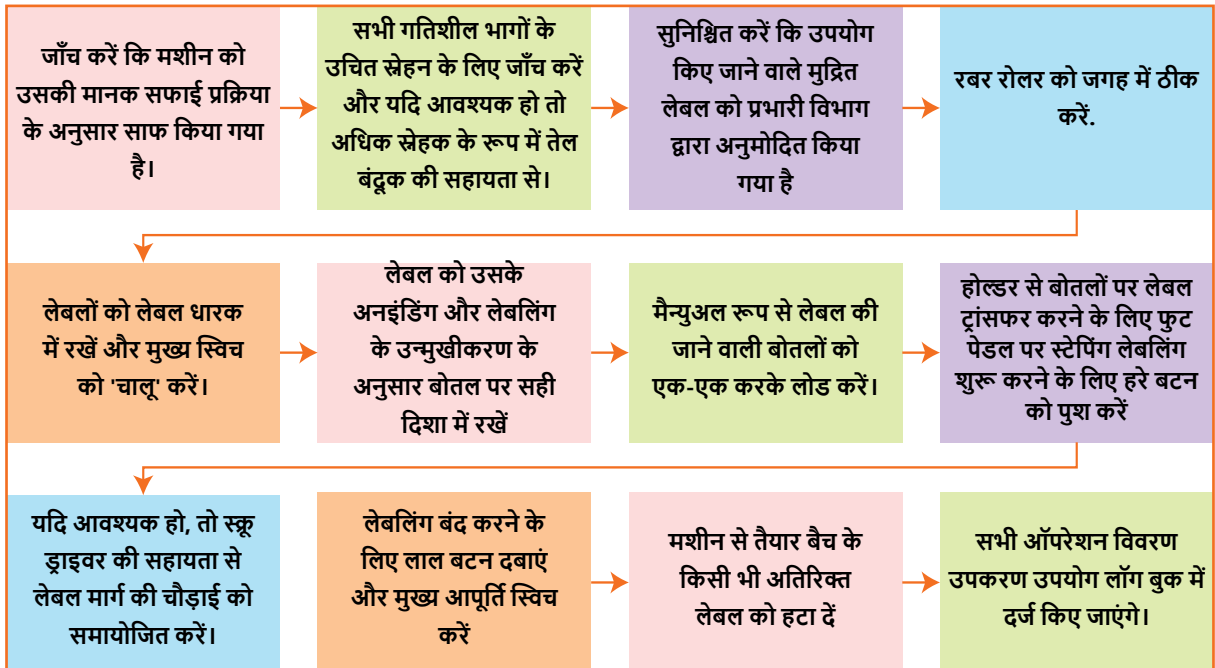 जाँच करें कि मशीन को
उसकी मानक सफाई प्रक्रिया
के अनुसार साफ किया गया
है।
सभी गतिशील भागों के
उचित स्नेहन के लिए जाँच करें
और यदि आवश्यक हो तो
अधिक स्नेहक के रूप में तेल
बंदूक की सहायता से।
सुनिश्चित करें कि उपयोग
किए जाने वाले मुद्रित
लेबल को प्रभारी विभाग
द्वारा अनुमोदित किया
गया है
रबर रोलर को जगह में ठीक
करें.
लेबलों को लेबल धारक
में रखें और मुख्य स्विच
को 'चालू' करें।
लेबल को उसके
अनइंडिंग और लेबलिंग
के उन्मुखीकरण के
अनुसार बोतल पर सही
दिशा में रखें
मैन्युअल रूप से लेबल की
जाने वाली बोतलों को
एक-एक करके लोड करें।
होल्डर से बोतलों पर लेबल
ट्रांसफर करने के लिए फुट
पेडल पर स्टेपिंग लेबलिंग
शुरू करने के लिए हरे बटन
को पुश करें
यदि आवश्यक हो, तो स्क्रू
ड्राइवर की सहायता से
लेबल मार्ग की चौड़ाई को
समायोजित करें।
लेबलिंग बंद करने के
लिए लाल बटन दबाएं
और मुख्य आपूर्ति स्विच
करें
मशीन से तैयार बैच के
किसी भी अतिरिक्त
लेबल को हटा दें
सभी ऑपरेशन विवरण
उपकरण उपयोग लॉग बुक में
दर्ज किए जाएंगे।